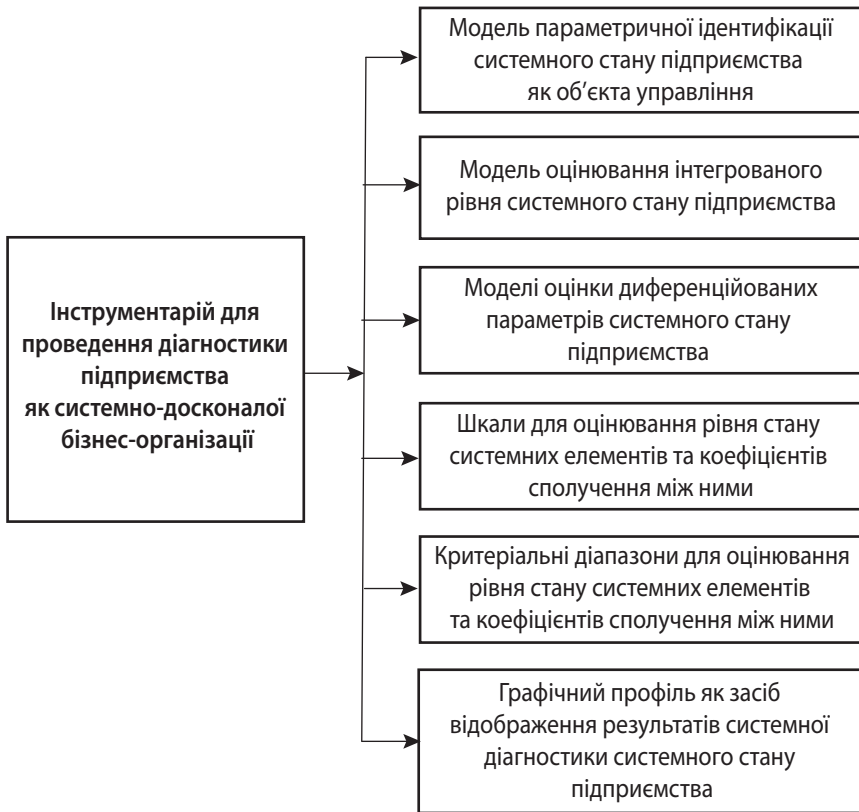 Інструментарій для
проведення діагностики
підприємства
як системно-досконалої
бізнес-організації
Модель параметричної ідентифікації
системного стану підприємства
як об’єкта управління
Модель оцінювання інтегрованого
рівня системного стану підприємства
Моделі оцінки диференційованих
параметрів системного стану
підприємства
Шкали для оцінювання рівня стану
системних елементів та коефіцієнтів
сполучення між ними
Критеріальні діапазони для оцінювання
рівня стану системних елементів
та коефіцієнтів сполучення між ними
Графічний профіль як засіб
відображення результатів системної
діагностики системного стану
підприємства